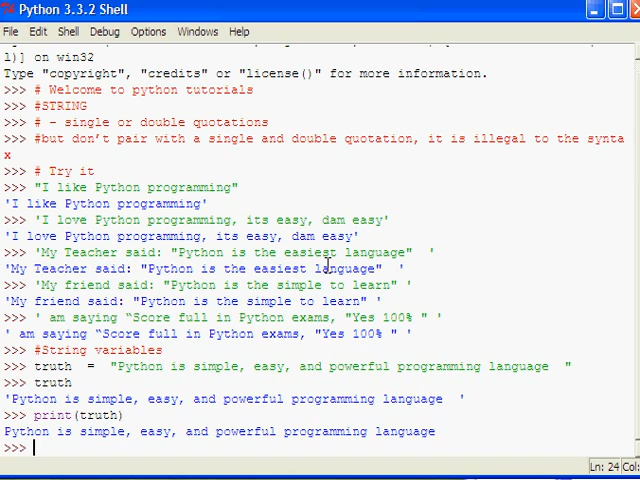 Python 3.3.2 Shell
File Edit Shell Debug Options Windows Help
l)] on win32
Type "copyright", "credits" or "license()" for more information.
>>> # Welcome to python tutorials
>>> #STRING
>>> # - single or double quotations
>>> #but don't pair with a single and double quotation, it is illegal to the synta
x
>>> # Try it
>>> "I like Python programming"
'I like Python programming'
>>> 'I love Python programming, its easy, dam easy'
'I love Python programming, its easy, dam easy'
>>> 'My Teacher said: "Python is the easiest language"  '
'My Teacher said: "Python is the easiest language"  '
>>> 'My friend said: "Python is the simple to learn" '
'My friend said: "Python is the simple to learn" '
>>> ' am saying “Score full in Python exams, "Yes 100% " '
' am saying “Score full in Python exams, "Yes 100% " '
>>> #String variables
>>> truth  =  "Python is simple, easy, and powerful programming language  "
>>> truth
'Python is simple, easy, and powerful programming language  '
>>> print(truth)
Python is simple, easy, and powerful programming language
>>>
Ln: 24 Col: